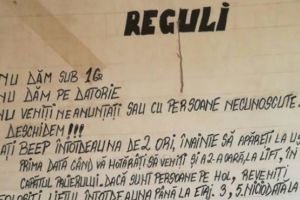 REGULI
NU DĂM SUB 1G
NU DĂM PE DATORIE
NU VENIȚI NEANUNȚAȚI SAU CU PERSOANE NECUNOSCUTE.
DESCHIDEM !!!
AȚI BEEP ÎNTOTDEAUNA DE 2 ORI, ÎNAINTE SĂ APĂREȚI LA
PRIMA DATĂ CÂND VĂ HOTĂRÂȚI SĂ VENITI ȘI A 2-A OARĂ, LA LIFT, ÎN
CAPĂTUL PALIERULUI. DACĂ SUNT PERSOANE PE HOL, REVENIȚI
LIFTUL ÎNTOTDEAUNA PÂNĂ LA ETAJ. 3, 5. NICIODATĂ LA